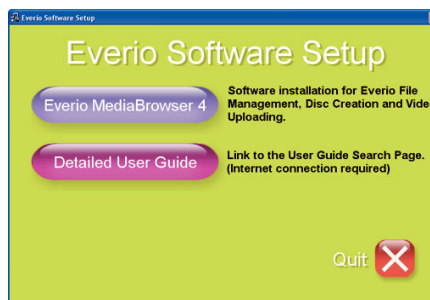 Everio Software Setup
Everio Software Setup
Everio MediaBrowser 4
Software installation for Everio File
Management, Disc Creation and Vide
Uploading.
Detailed User Guide
Link to the User Guide Search Page.
(Internet connection required)
Quit